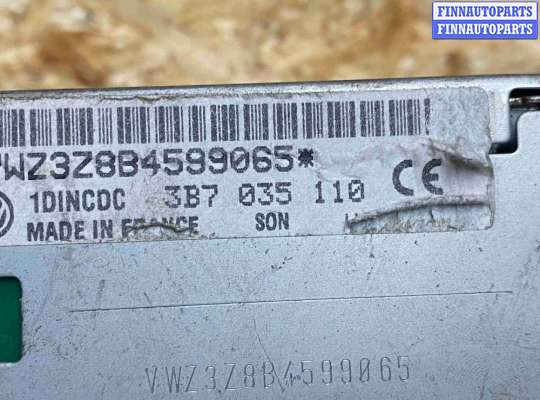 FINNAUTOPARTS
FINNAUTOPARTS
VWZ3Z8B4599065*
1DINCDC 3B7 035 110 CE
MADE IN FRANCE SON
VWZ3Z8B4599065